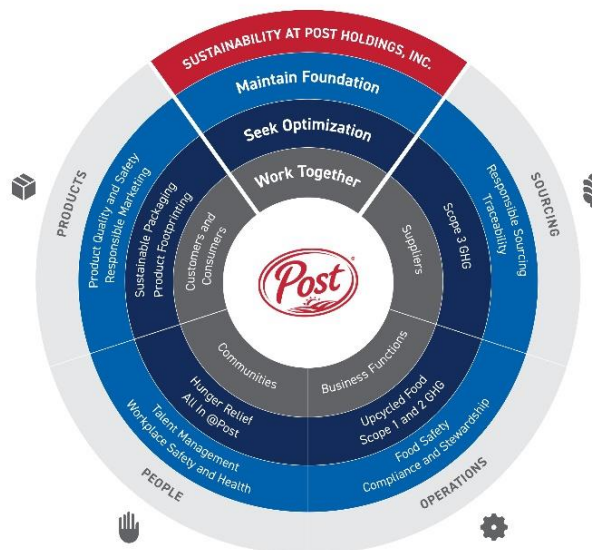 SUSTAINABILITY AT POST HOLDINGS, INC.
Maintain Foundation
Seek Optimization
Work Together
PRODUCTS
Product Quality and Safety
Responsible Marketing
Sustainable Packaging
Product Footprinting
Customers and
Consumers
SOURCING
Responsible Sourcing
Traceability
Scope 3 GHG
Suppliers
Post
Communities
Hunger Relief
All In @Post
Talent Management
Workplace Safety and Health
PEOPLE
Business Functions
Upcycled Food
Scope 1 and 2 GHG
Food Safety
Compliance and Stewardship
OPERATIONS